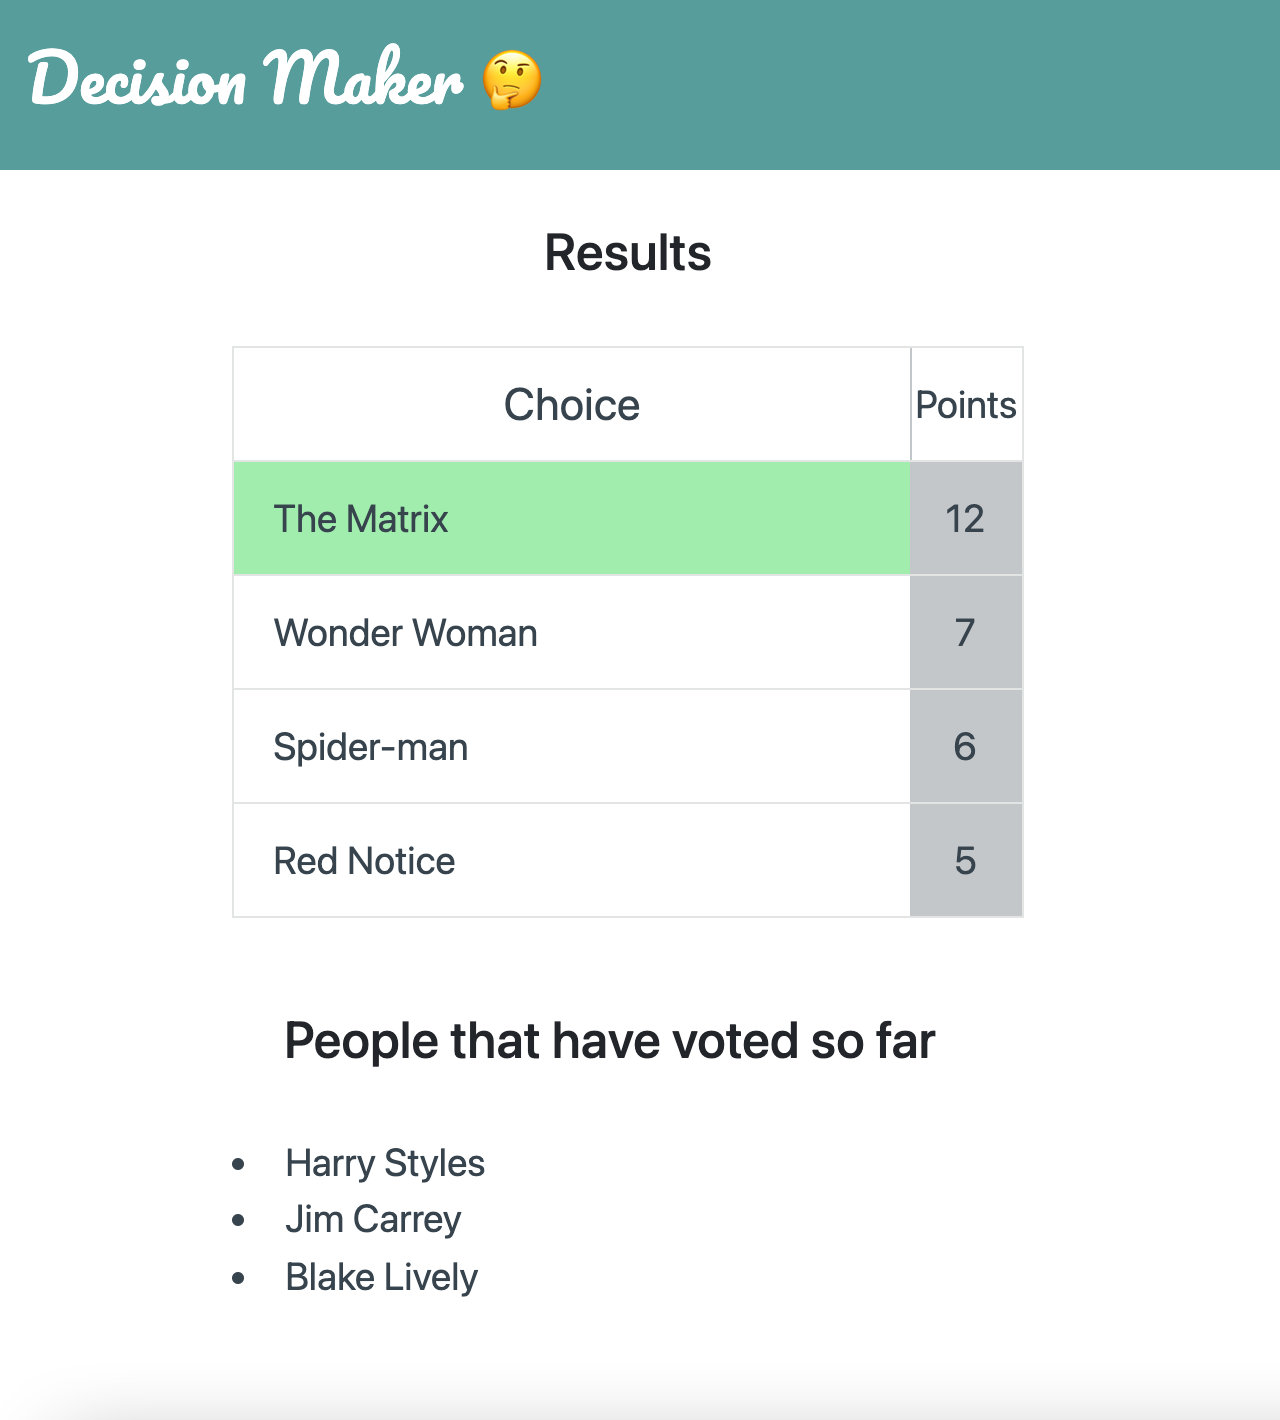 Decision Maker 🤔
Results
Choice Points
The Matrix 12
Wonder Woman 7
Spider-man 6
Red Notice 5
People that have voted so far
• Harry Styles
• Jim Carrey
• Blake Lively